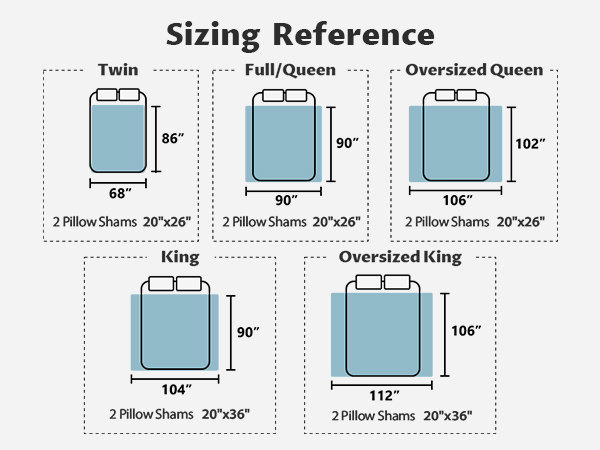 Sizing Reference
Twin
86”
68”
2 Pillow Shams 20"x26"
Full/Queen
90”
90”
2 Pillow Shams 20"x26"
Oversized Queen
102”
106”
2 Pillow Shams 20"x26"
King
90”
104”
2 Pillow Shams 20"x36"
Oversized King
106”
112”
2 Pillow Shams 20"x36"